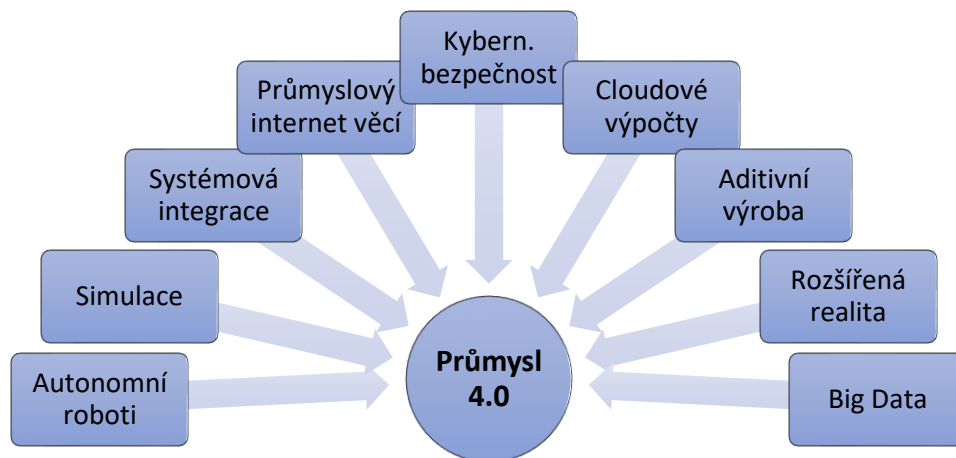 Kybern.
bezpečnost
Průmyslový
internet věcí
Cloudové
výpočty
Systémová
integrace
Aditivní
výroba
Simulace
Rozšířená
realita
Autonomní
roboti
Průmysl
4.0
Big Data